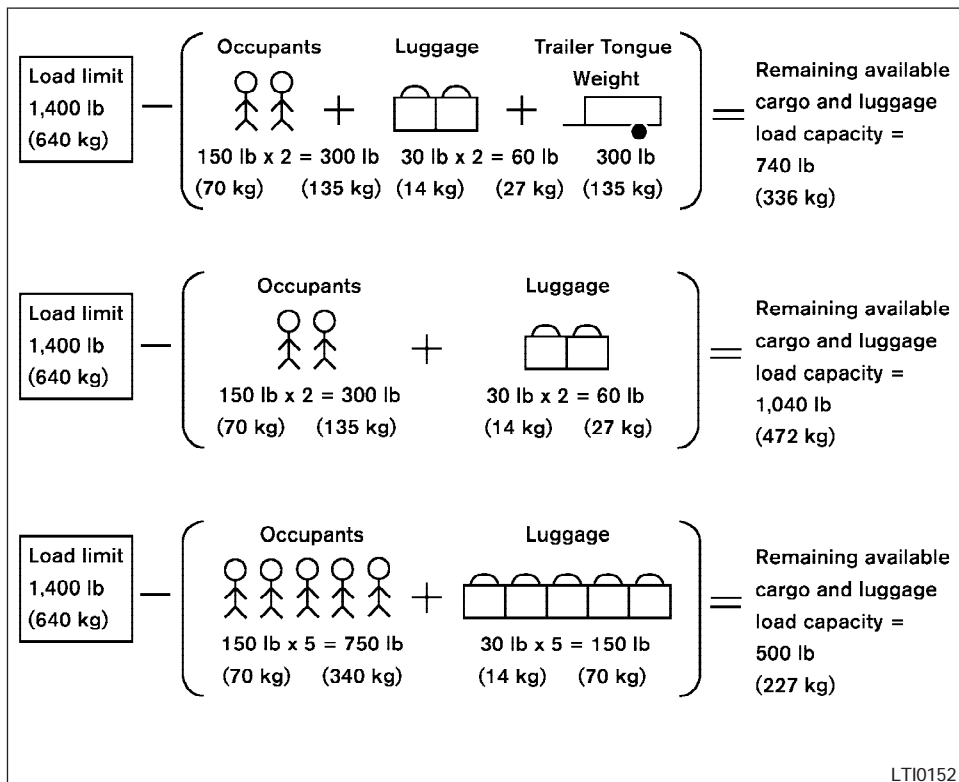 Occupants Luggage Trailer Tongue
Weight
Load limit
1,400 lb
(640 kg)
−
+
+
=
150 lb x 2 = 300 lb 30 lb x 2 = 60 lb 300 lb
(70 kg) (135 kg) (14 kg) (27 kg) (135 kg)
Remaining available
cargo and luggage
load capacity =
740 lb
(336 kg)
Occupants Luggage
Load limit
1,400 lb
(640 kg)
−
+
=
150 lb x 2 = 300 lb 30 lb x 2 = 60 lb
(70 kg) (135 kg) (14 kg) (27 kg)
Remaining available
cargo and luggage
load capacity =
1,040 lb
(472 kg)
Occupants Luggage
Load limit
1,400 lb
(640 kg)
−
+
=
150 lb x 5 = 750 lb 30 lb x 5 = 150 lb
(70 kg) (340 kg) (14 kg) (70 kg)
Remaining available
cargo and luggage
load capacity =
500 lb
(227 kg)
LTI0152